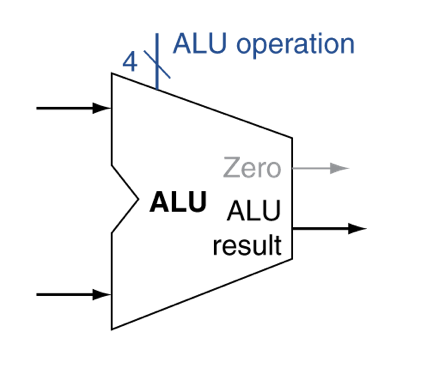 4 ALU operation
Zero
ALU
ALU
result